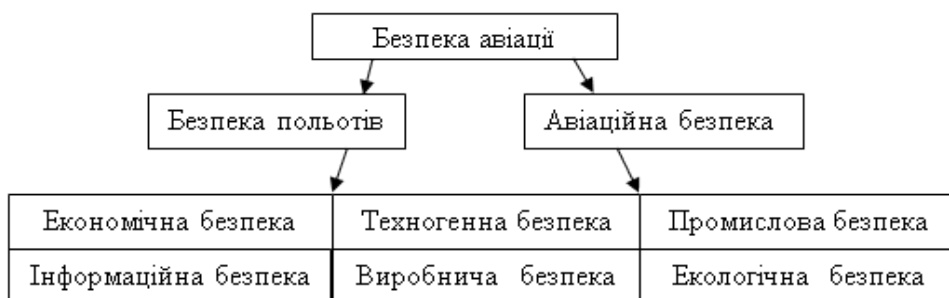 Безпека авіації
Безпека польотів
Авіаційна безпека
Економічна безпека
Техногенна безпека
Промислова безпека
Інформаційна безпека
Виробнича безпека
Екологічна безпека